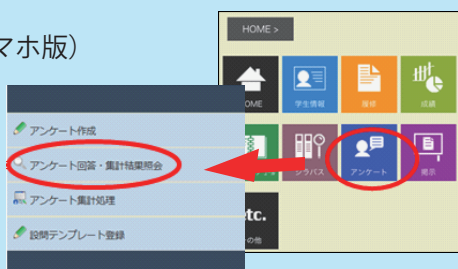 マホ版）
HOME >
OME
学生情報
履修
成績
シラバス
アンケート
掲示
tc.
の他
アンケート作成
アンケート回答・集計結果照会
アンケート集計処理
設問テンプレート登録